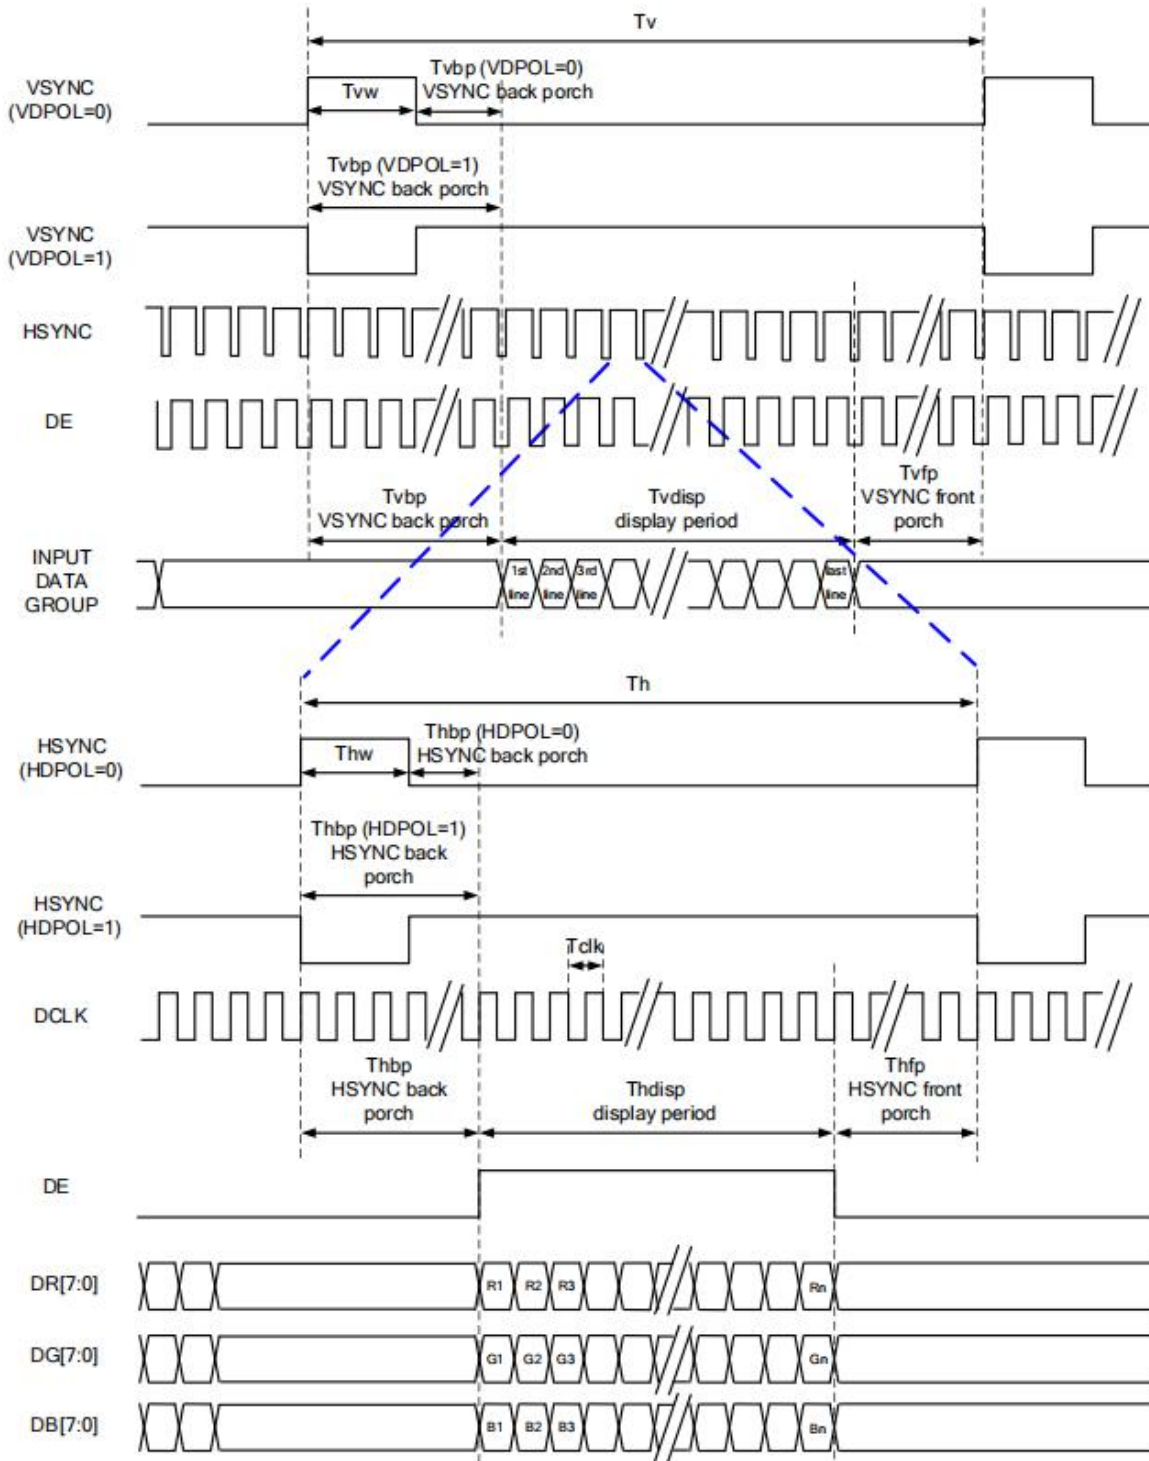 Tv
Tvbp (VDPOL=0)
VSYNC back porch
VSYNC
(VDPOL=0)
Tvw
Tvbp (VDPOL=1)
VSYNC back porch
VSYNC
(VDPOL=1)
HSYNC
DE
Tvbp
VSYNC back porch
Tvdisp
display period
Tvfp
VSYNC front
porch
INPUT
DATA
GROUP
1st
line
2nd
line
3rd
line
last
line
Th
Thbp (HDPOL=0)
HSYNC back porch
HSYNC
(HDPOL=0)
Thw
Thbp (HDPOL=1)
HSYNC back
porch
HSYNC
(HDPOL=1)
Tclk
DCLK
Thbp
HSYNC back
porch
Thdisp
display period
Thfp
HSYNC front
porch
DE
DR[7:0]
R1 R2 R3 Rn
DG[7:0]
G1 G2 G3 Gn
DB[7:0]
B1 B2 B3 Bn